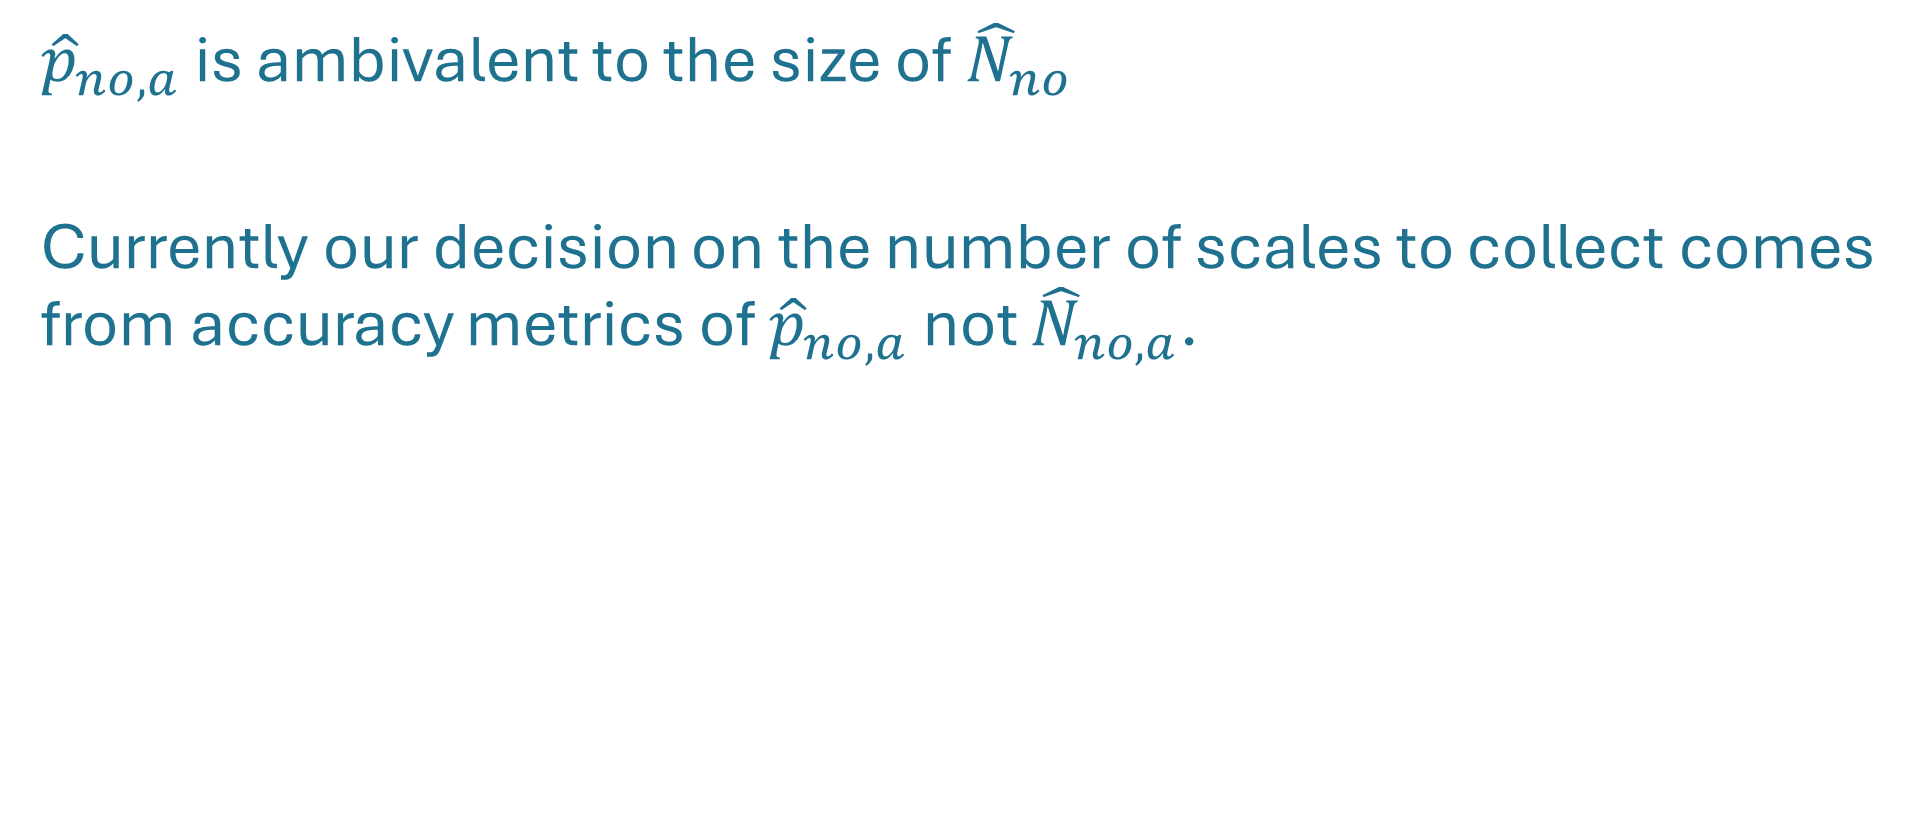 p̂ₙₒ,ₐ is ambivalent to the size of N̂ₙₒ
Currently our decision on the number of scales to collect comes
from accuracy metrics of p̂ₙₒ,ₐ not N̂ₙₒ,ₐ.